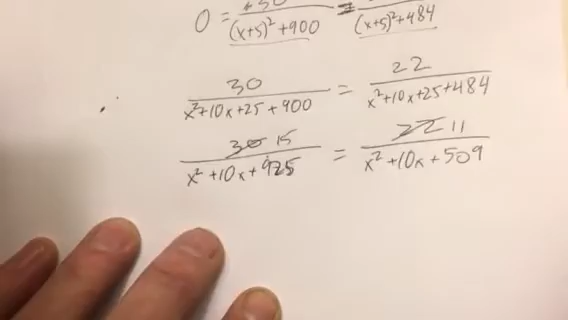 0 = 30/((x+5)²+900) = /((x+5)²+484)
30/(x²+10x+25+900) = 22/(x²+10x+25+484)
30 15/(x²+10x+925) = 22 11/(x²+10x+509)